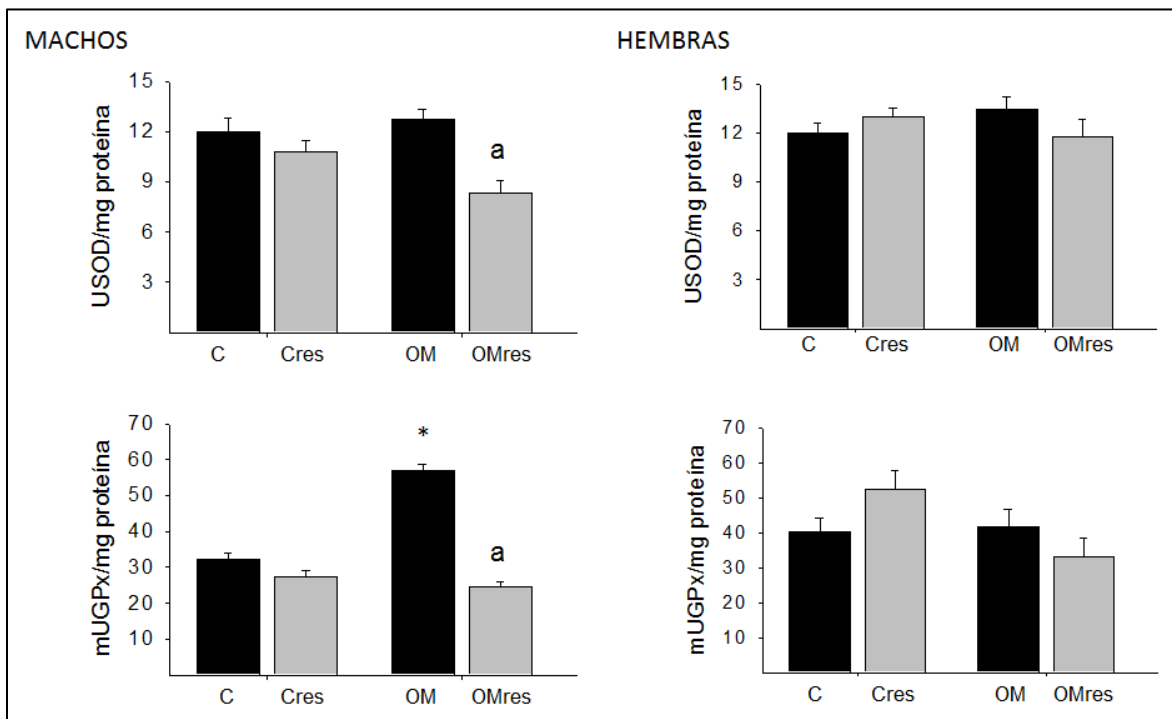 MACHOS
USOD/mg proteína
15
12
9
6
3
a
C Cres OM OMres
HEMBRAS
USOD/mg proteína
15
12
9
6
3
C Cres OM OMres
mUGPx/mg proteína
70
60
50
40
30
20
10
*
a
C Cres OM OMres
mUGPx/mg proteína
70
60
50
40
30
20
10
C Cres OM OMres